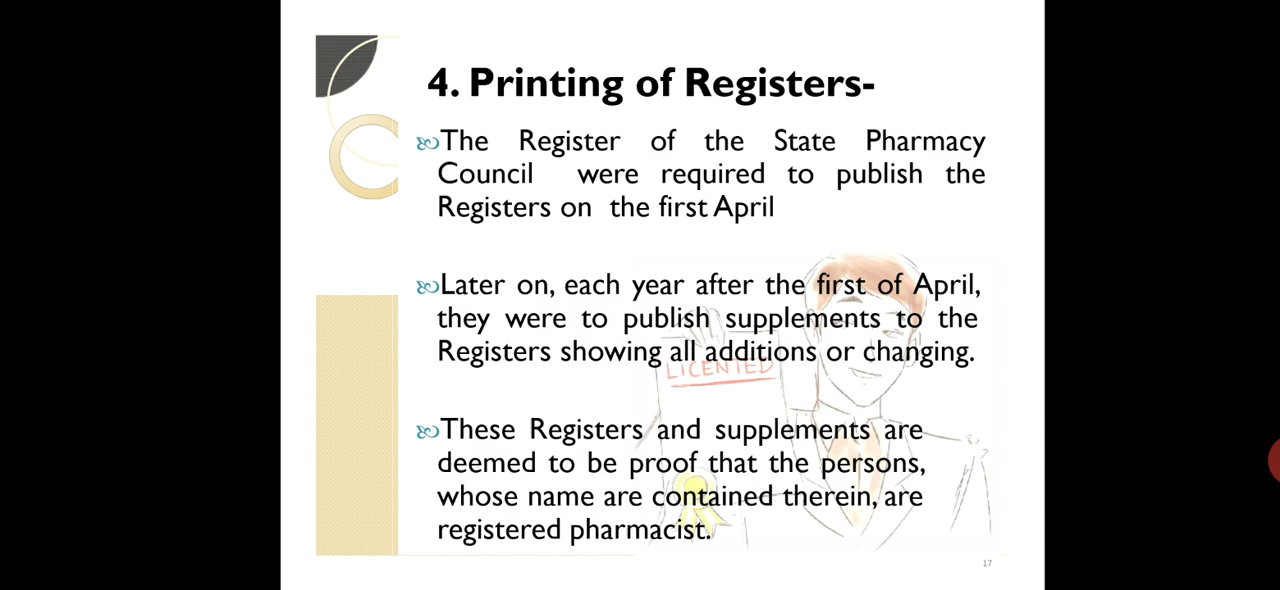 4. Printing of Registers-
The Register of the State Pharmacy
Council were required to publish the
Registers on the first April
Later on, each year after the first of April,
they were to publish supplements to the
Registers showing all additions or changing.
LICENTED
These Registers and supplements are
deemed to be proof that the persons,
whose name are contained therein, are
registered pharmacist.
17